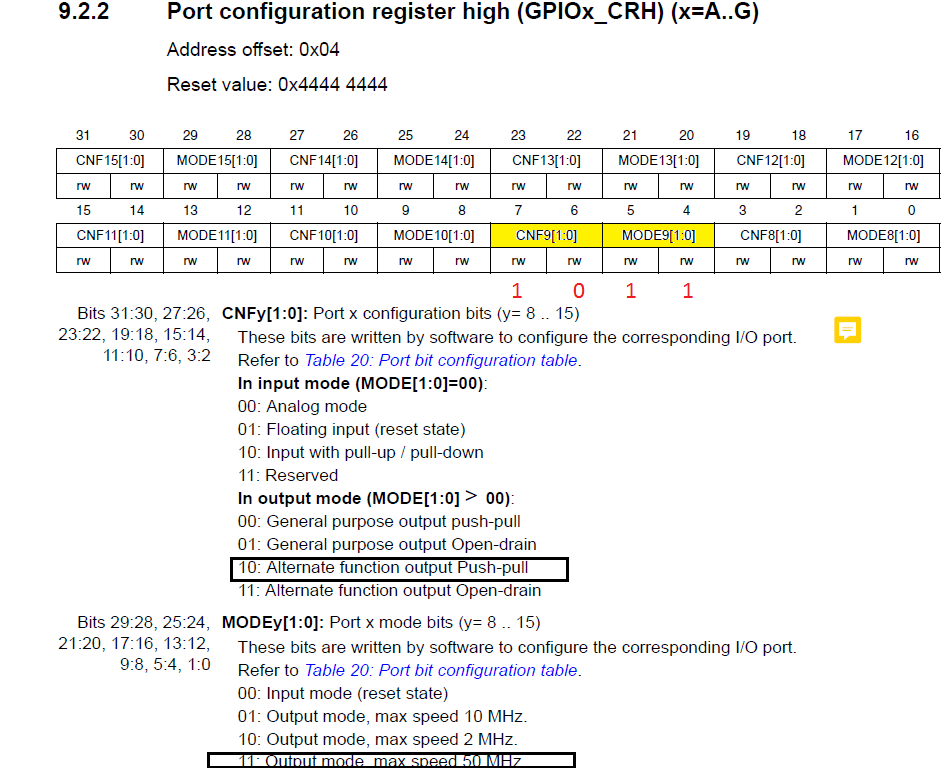 9.2.2 Port configuration register high (GPIOx_CRH) (x=A..G)
Address offset: 0x04
Reset value: 0x4444 4444
31 30 29 28 27 26 25 24 23 22 21 20 19 18 17 16
CNF15[1:0] MODE15[1:0] CNF14[1:0] MODE14[1:0] CNF13[1:0] MODE13[1:0] CNF12[1:0] MODE12[1:0]
rw rw rw rw rw rw rw rw rw rw rw rw rw rw rw rw
15 14 13 12 11 10 9 8 7 6 5 4 3 2 1 0
CNF11[1:0] MODE11[1:0] CNF10[1:0] MODE10[1:0] CNF9[1:0] MODE9[1:0] CNF8[1:0] MODE8[1:0]
rw rw rw rw rw rw rw rw rw rw rw rw rw rw rw rw
1 0 1 1
Bits 31:30, 27:26, CNFy[1:0]: Port x configuration bits (y= 8 .. 15)
23:22, 19:18, 15:14, These bits are written by software to configure the corresponding I/O port.
11:10, 7:6, 3:2 Refer to Table 20: Port bit configuration table.
In input mode (MODE[1:0]=00):
00: Analog mode
01: Floating input (reset state)
10: Input with pull-up / pull-down
11: Reserved
In output mode (MODE[1:0] > 00):
00: General purpose output push-pull
01: General purpose output Open-drain
10: Alternate function output Push-pull
11: Alternate function output Open-drain
Bits 29:28, 25:24, MODEy[1:0]: Port x mode bits (y= 8 .. 15)
21:20, 17:16, 13:12, These bits are written by software to configure the corresponding I/O port.
9:8, 5:4, 1:0 Refer to Table 20: Port bit configuration table.
00: Input mode (reset state)
01: Output mode, max speed 10 MHz.
10: Output mode, max speed 2 MHz.
11: Output mode, max speed 50 MHz.